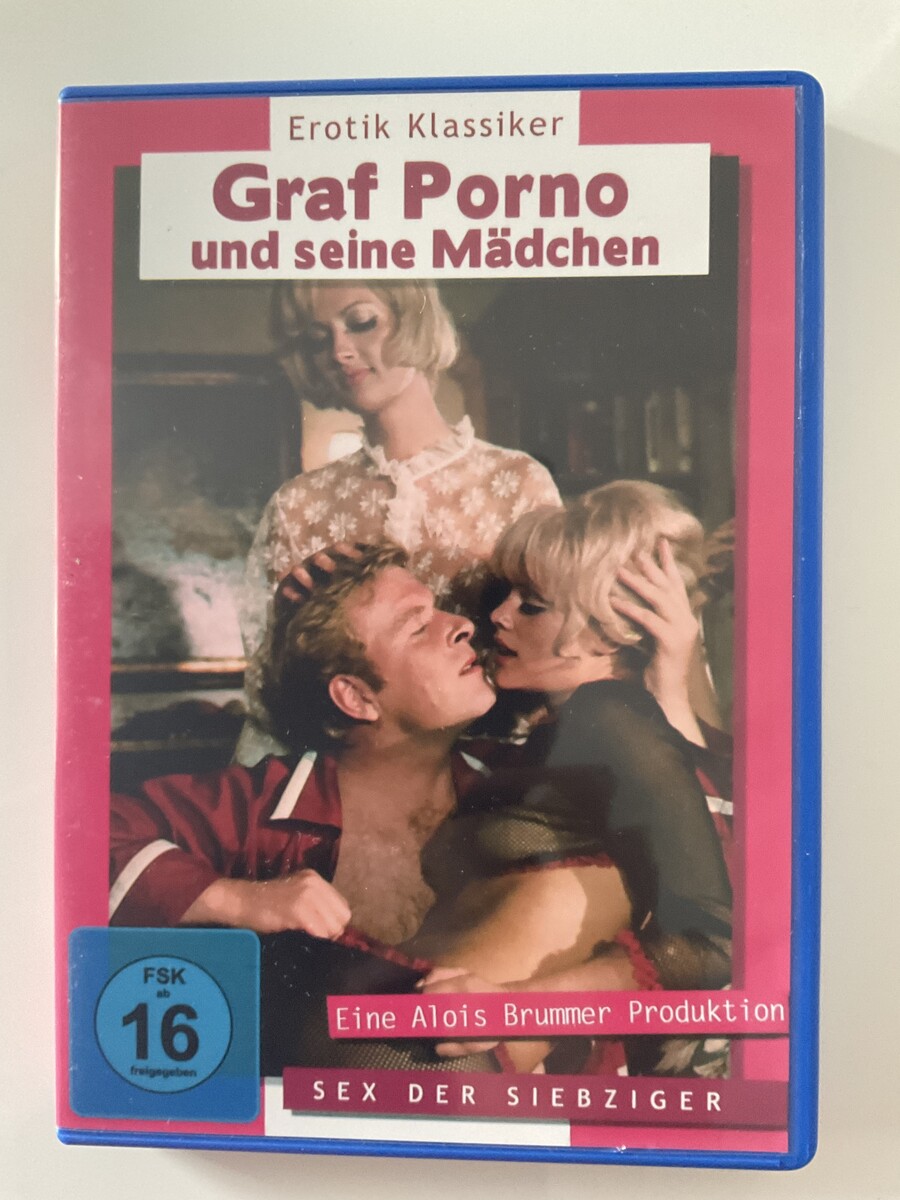 Erotik Klassiker
Graf Porno
und seine Mädchen
FSK
ab
16
freigegeben
Eine Alois Brummer Produktion
SEX DER SIEBZIGER